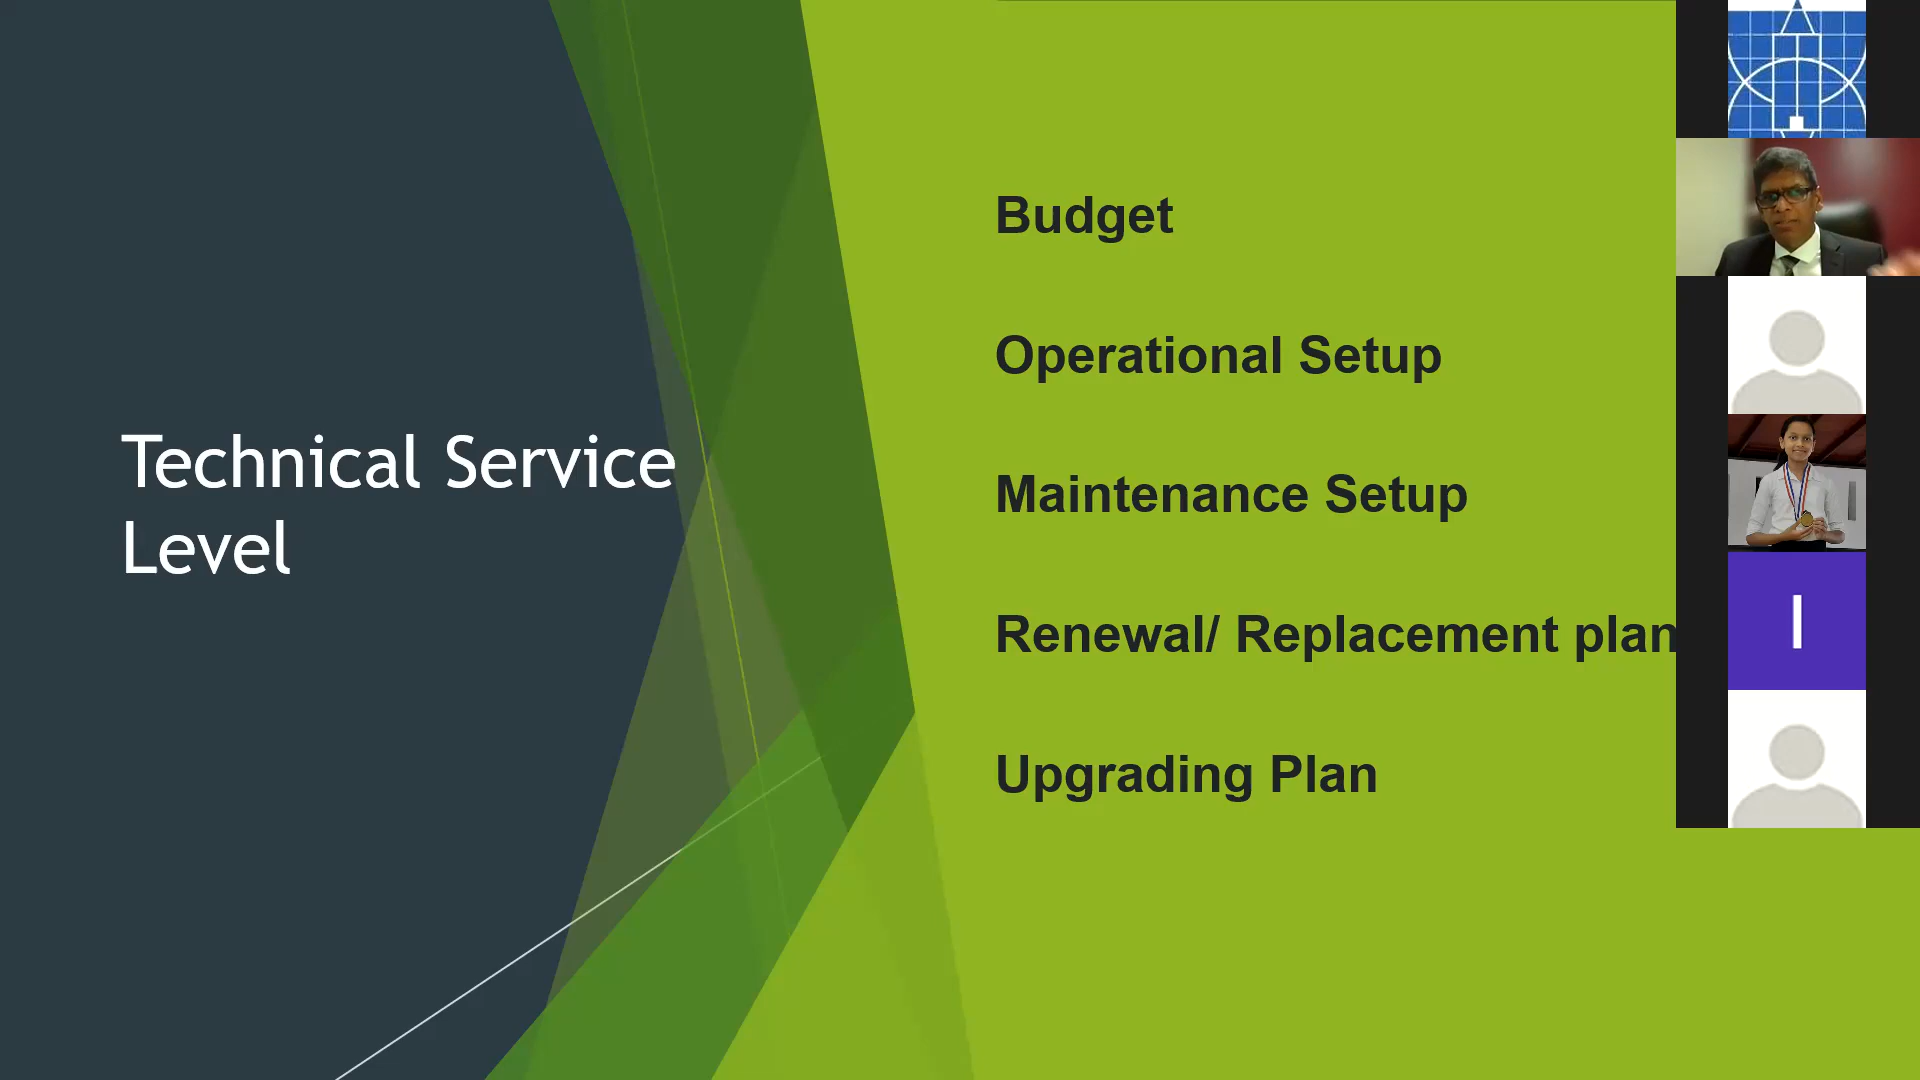 Technical Service
Level
Budget
Operational Setup
Maintenance Setup
Renewal/ Replacement plan
Upgrading Plan
I